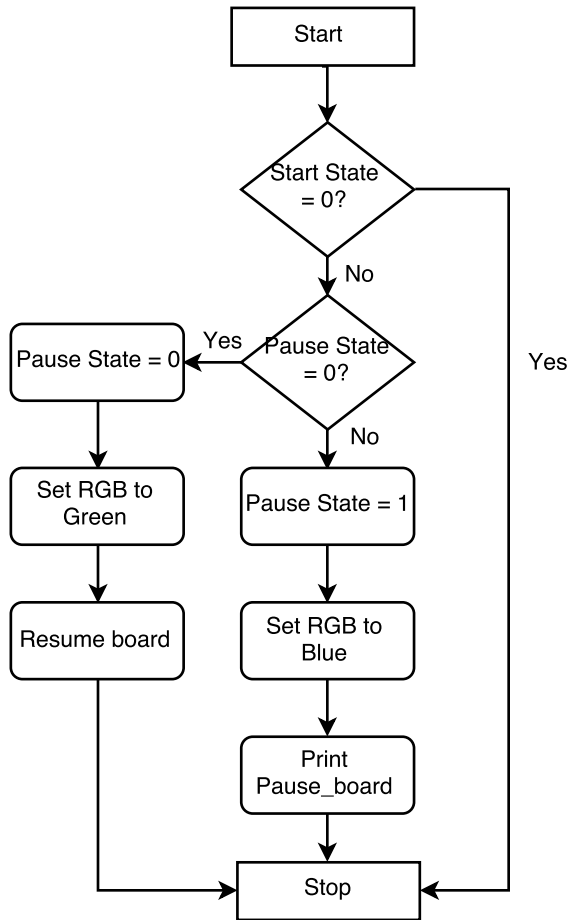 Start
Start State
= 0?
No
Yes
Pause State = 0
Yes
Pause State
= 0?
No
Set RGB to
Green
Pause State = 1
Resume board
Set RGB to
Blue
Print
Pause_board
Stop